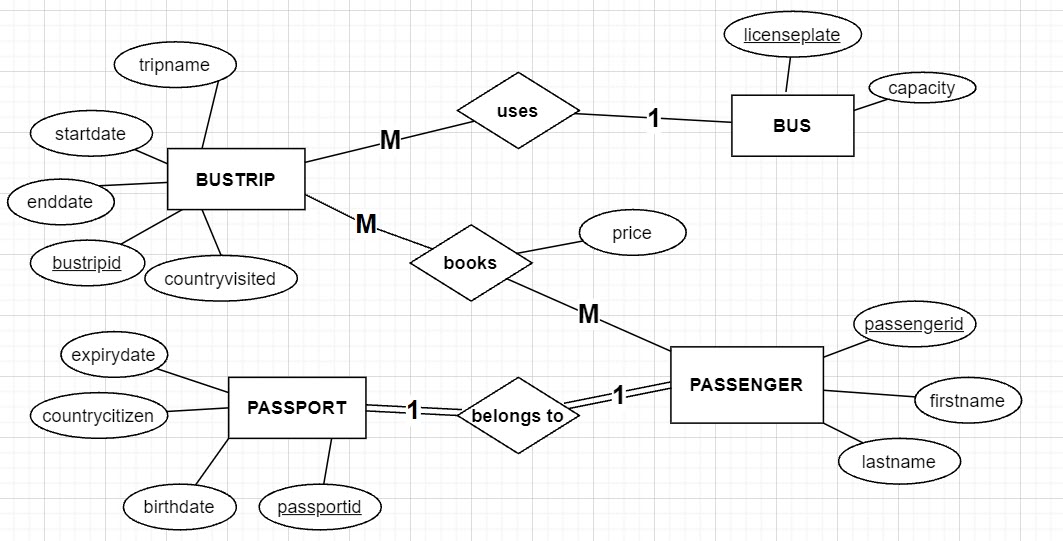 licenseplate
tripname
capacity
uses
1
BUS
startdate
M
BUSTRIP
enddate
M
price
bustripid
books
countryvisited
M
passengerid
expirydate
PASSENGER
1
firstname
PASSPORT
1
countrycitizen
belongs to
lastname
birthdate
passportid